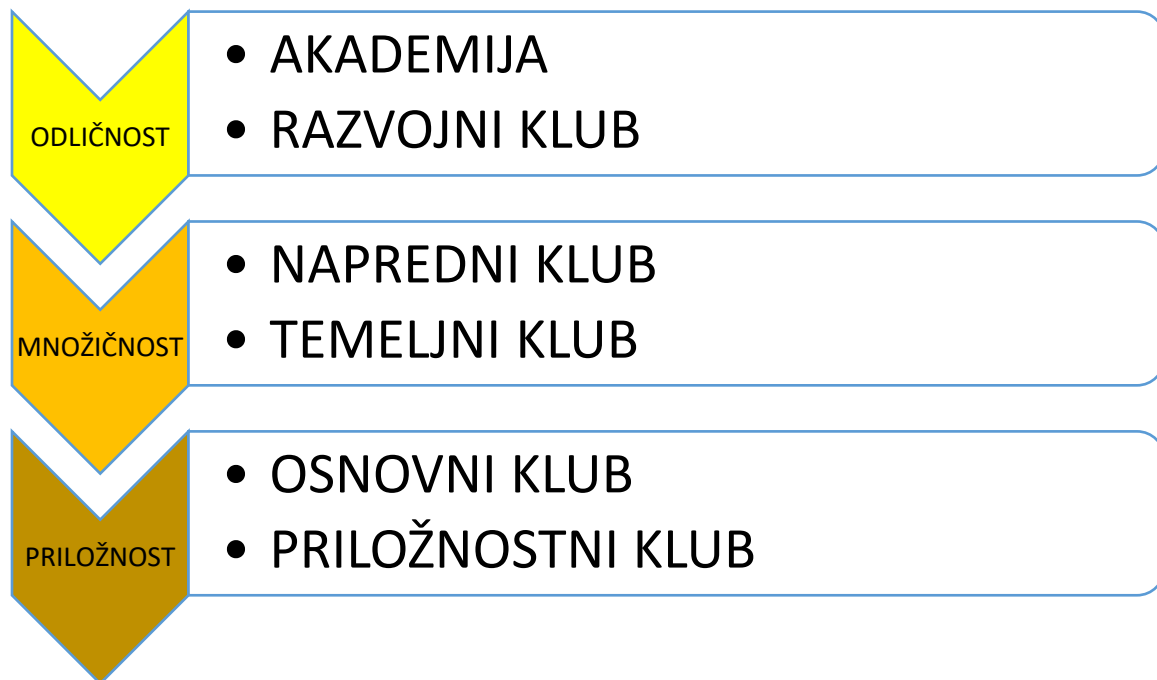 ODLIČNOST
• AKADEMIJA
• RAZVOJNI KLUB
MNOŽIČNOST
• NAPREDNI KLUB
• TEMELJNI KLUB
PRILOŽNOST
• OSNOVNI KLUB
• PRILOŽNOSTNI KLUB